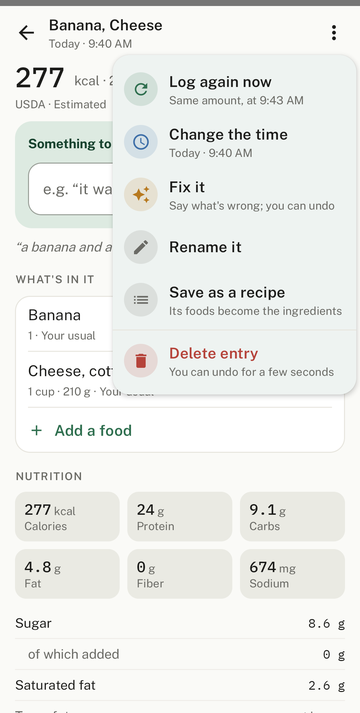 Banana, Cheese
Today · 9:40 AM
277 kcal
USDA · Estimated
Something to
e.g. “it wa
“a banana and a
Log again now
Same amount, at 9:43 AM
Change the time
Today · 9:40 AM
Fix it
Say what's wrong; you can undo
Rename it
Save as a recipe
Its foods become the ingredients
Delete entry
You can undo for a few seconds
WHAT'S IN IT
Banana
1 · Your usual
Cheese, cot
1 cup · 210 g · Your usual
+ Add a food
NUTRITION
277 kcal
Calories
24 g
Protein
9.1 g
Carbs
4.8 g
Fat
0 g
Fiber
674 mg
Sodium
Sugar 8.6 g
of which added 0 g
Saturated fat 2.6 g